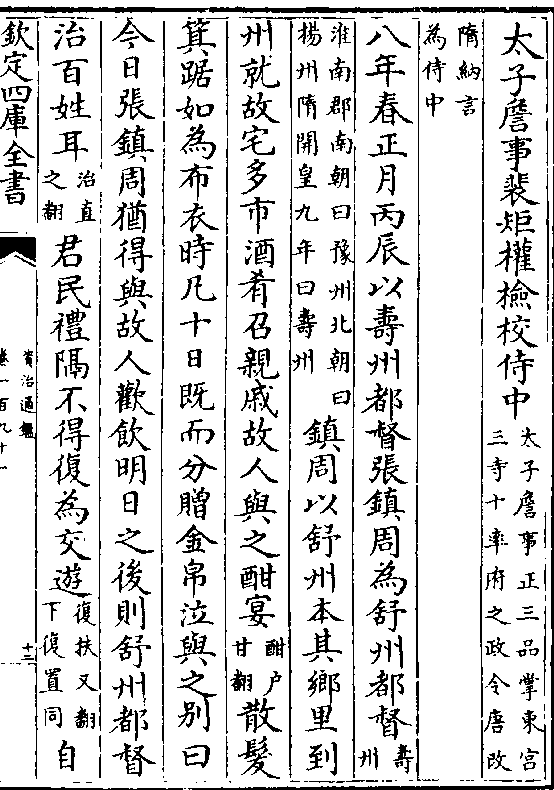 太子詹事裴矩權檢校侍中太子詹事正三品掌東宮三寺十率府之政令唐改
隋納言為侍中
八年春正月丙辰以壽州都督張鎮周為舒州都督壽州
淮南郡南朝曰豫州北朝曰揚州隋開皇九年曰壽州鎮周以舒州本其鄉里到
州就故宅多市酒肴召親戚故人與之酣宴酣户甘翻散髮
箕踞如為布衣時凡十日既而分贈金帛泣與之别曰
今日張鎮周猶得與故人歡飲明日之後則舒州都督
治百姓耳治直之翻君民禮隔不得復為交遊復扶又翻下復置同自
欽定四庫全書
資治通鑑
卷一百九十一
十二